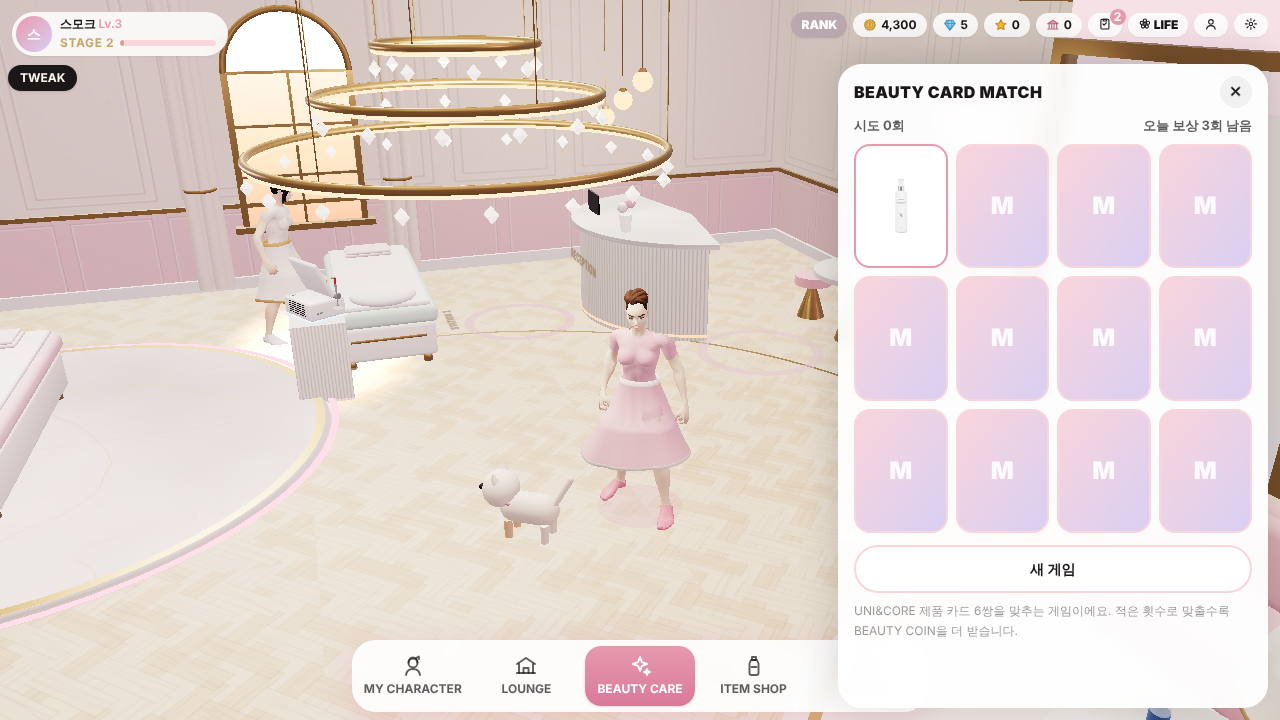 스
스모크 Lv.3
STAGE 2
TWEAK
RANK
4,300
5
0
0
2
LIFE
BEAUTY CARD MATCH
시도 0회
오늘 보상 3회 남음
M M M
M M M M
M M M M
새 게임
UNI&CORE 제품 카드 6쌍을 맞추는 게임이에요. 적은 횟수로 맞출수록
BEAUTY COIN을 더 받습니다.
RECEPTION
MY CHARACTER
LOUNGE
BEAUTY CARE
ITEM SHOP